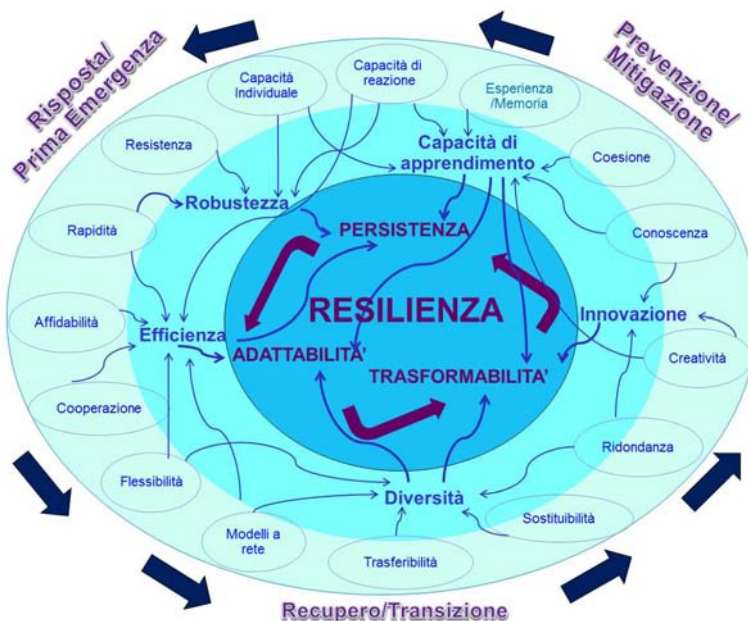 Risposta/
Prima Emergenza
Prevenzione/
Mitigazione
Capacità
Individuale
Capacità di
reazione
Esperienza
/Memoria
Resistenza
Capacità di
apprendimento
Coesione
Robustezza
Rapidità
PERSISTENZA
Conoscenza
RESILIENZA
Innovazione
Affidabilità
Efficienza
ADATTABILITA'
TRASFORMABILITA'
Creatività
Cooperazione
Ridondanza
Flessibilità
Diversità
Sostituibilità
Modelli a
rete
Trasferibilità
Recupero/Transizione